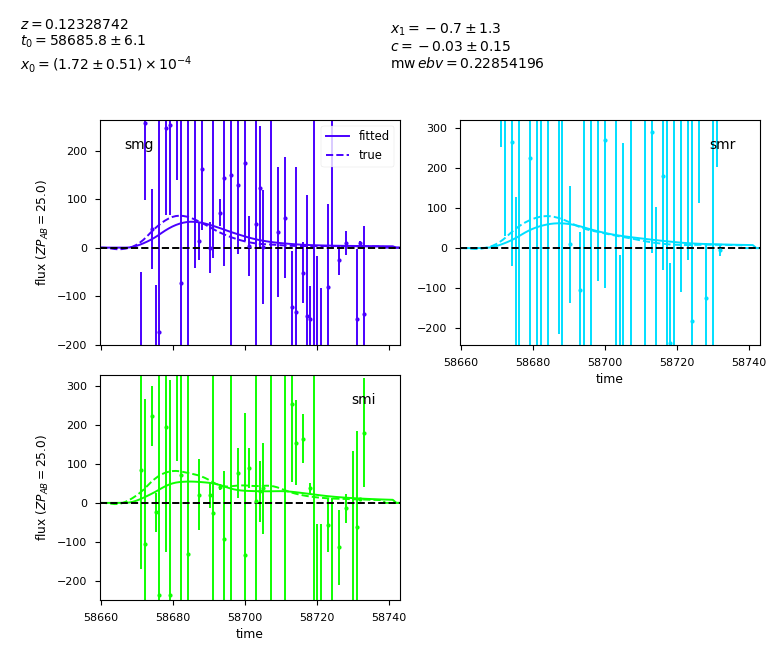 z = 0.12328742
t0 = 58685.8 ± 6.1
x0 = (1.72 ± 0.51) × 10^−4
x1 = −0.7 ± 1.3
c = −0.03 ± 0.15
mw ebv = 0.22854196
smg
fitted
true
200
100
0
−100
−200
flux (ZP_AB = 25.0)
smr
300
200
100
0
−100
−200
58660 58680 58700 58720 58740
time
smi
300
200
100
0
−100
−200
flux (ZP_AB = 25.0)
58660 58680 58700 58720 58740
time